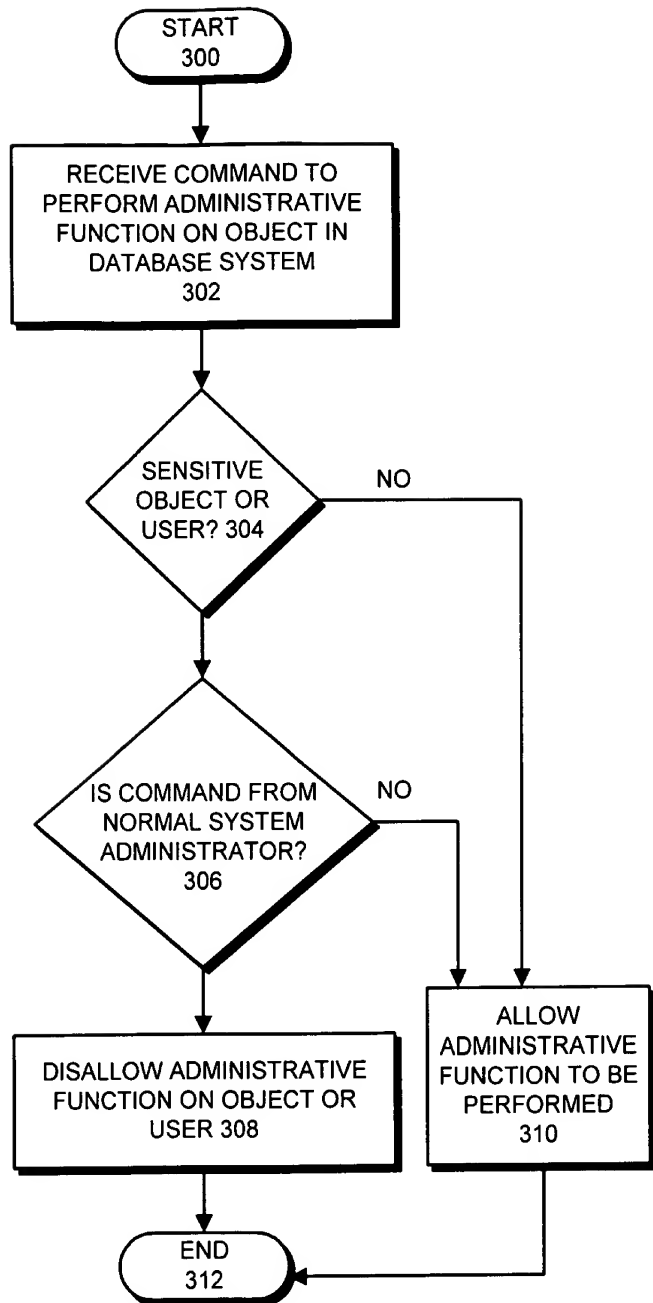 START
300
RECEIVE COMMAND TO
PERFORM ADMINISTRATIVE
FUNCTION ON OBJECT IN
DATABASE SYSTEM
302
SENSITIVE
OBJECT OR
USER? 304
NO
IS COMMAND FROM
NORMAL SYSTEM
ADMINISTRATOR?
306
NO
DISALLOW ADMINISTRATIVE
FUNCTION ON OBJECT OR
USER 308
ALLOW
ADMINISTRATIVE
FUNCTION TO BE
PERFORMED
310
END
312